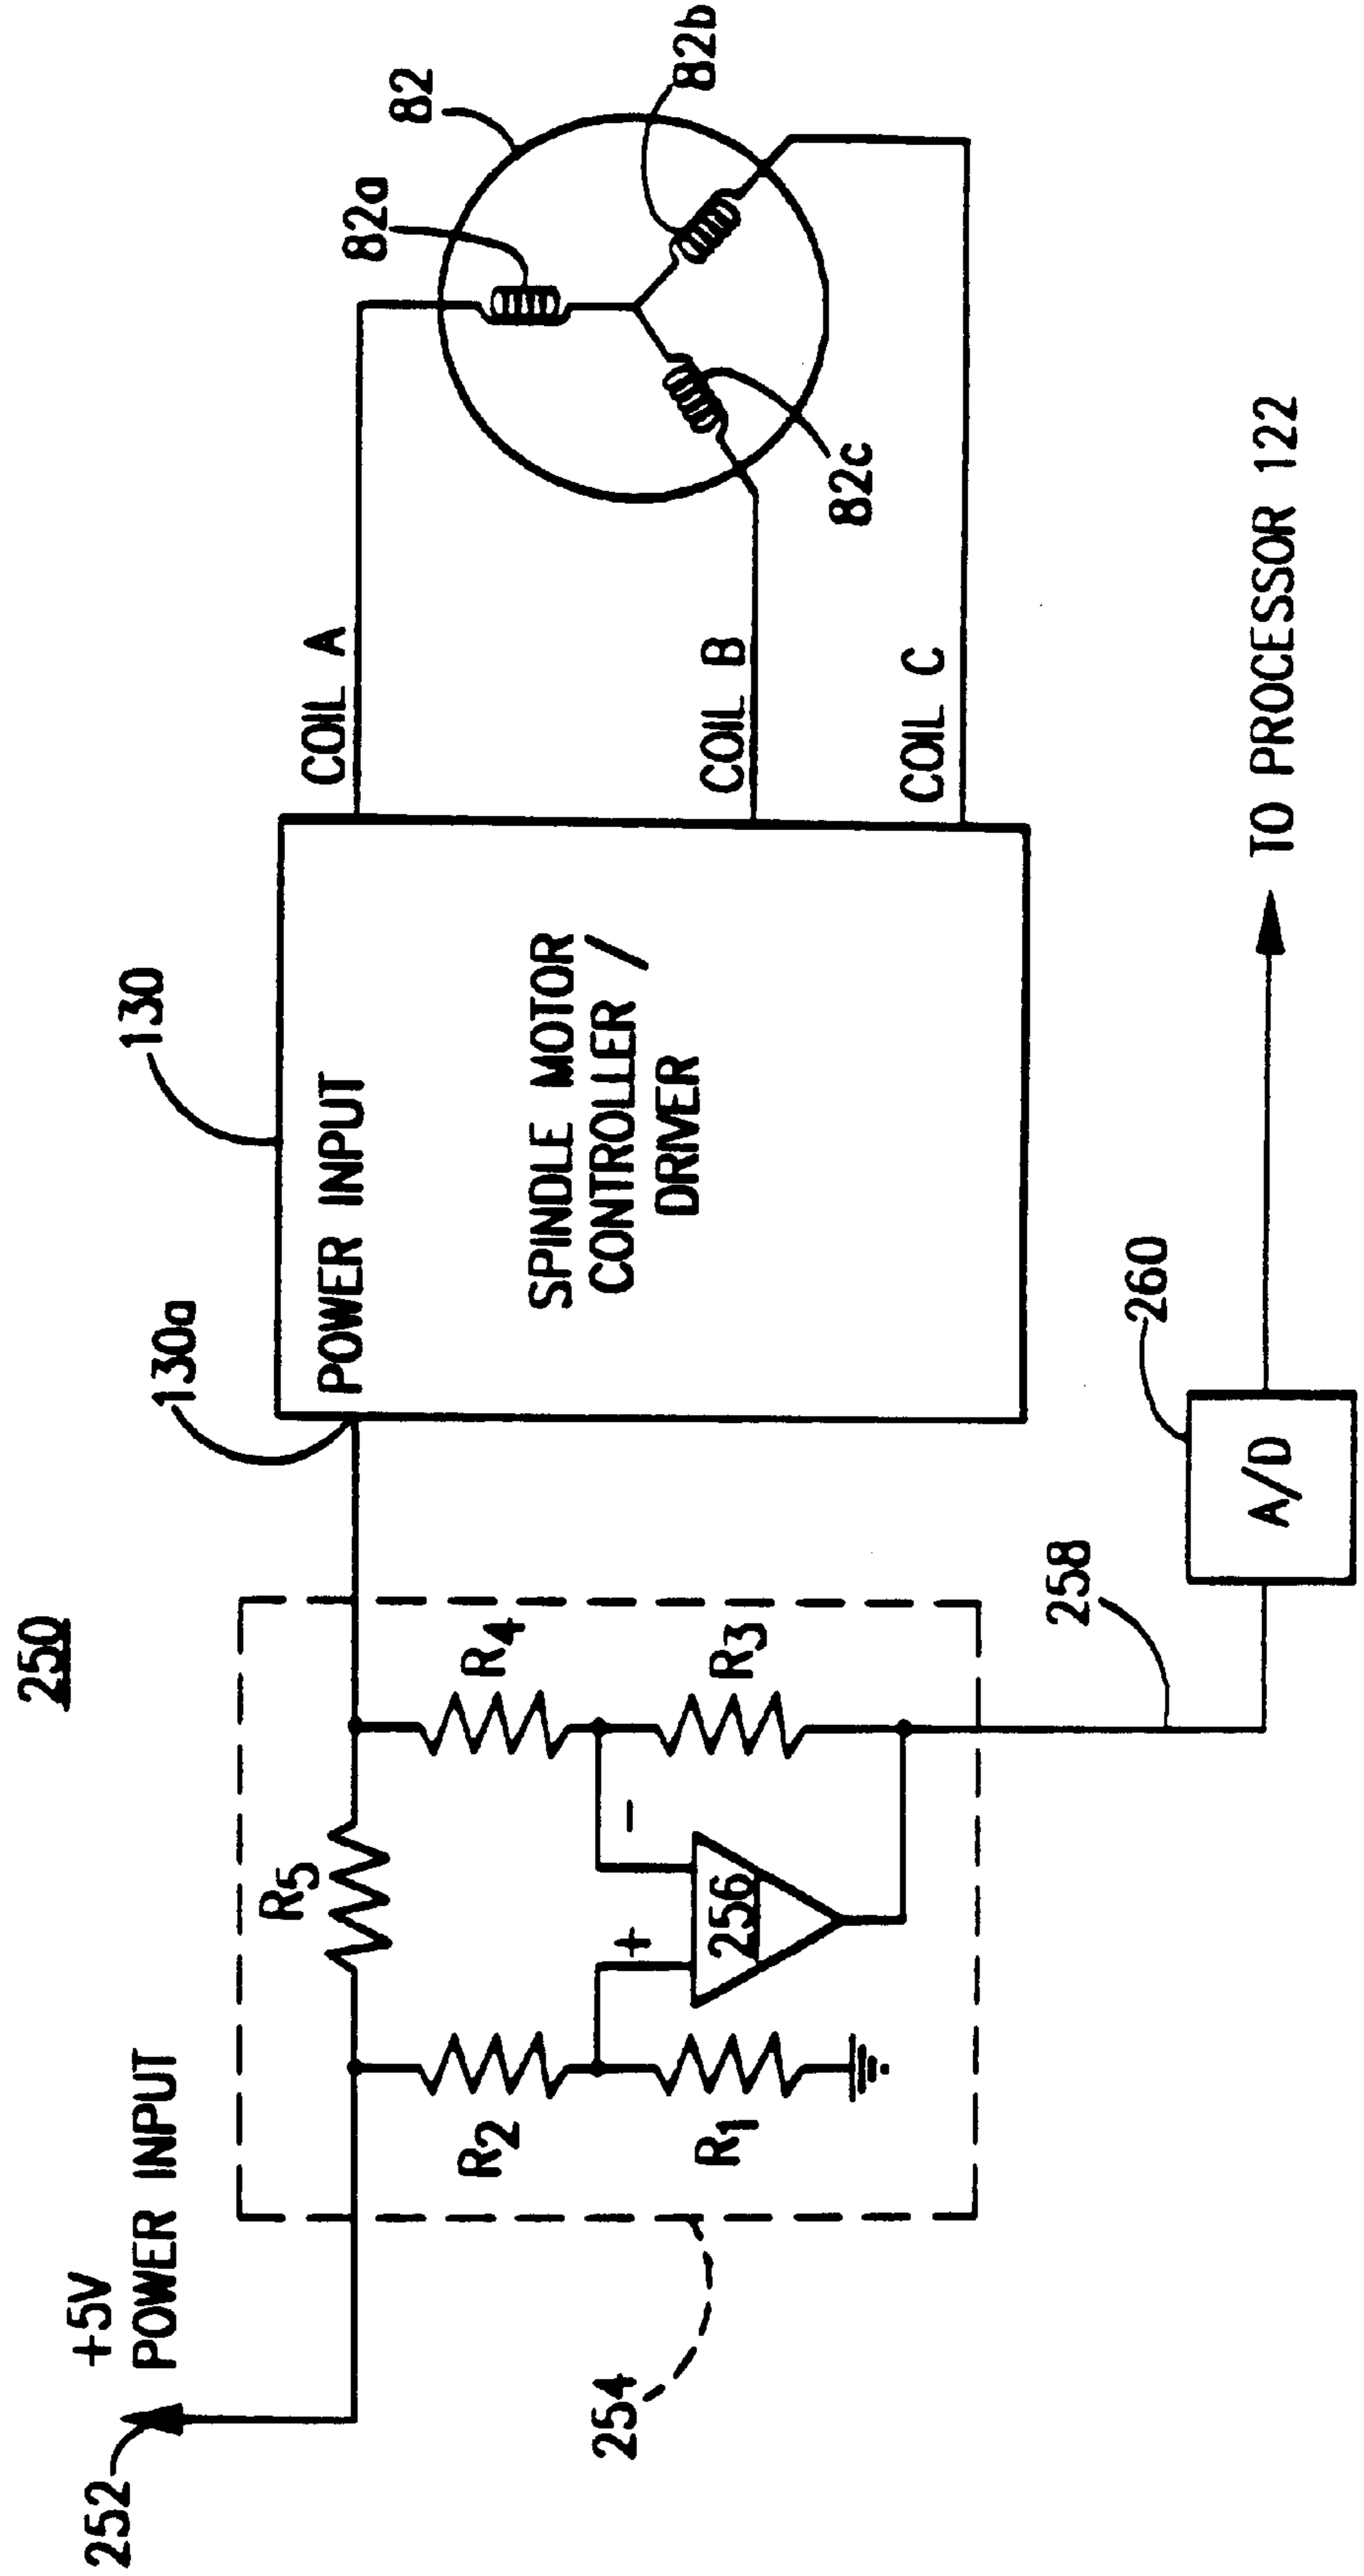 250
+5V
POWER INPUT
252
254
R5
R2
R1
R4
R3
+
-
256
258
260
A/D
TO PROCESSOR 122
130a
130
POWER INPUT
SPINDLE MOTOR
CONTROLLER /
DRIVER
COIL A
COIL B
COIL C
82a
82
82b
82c